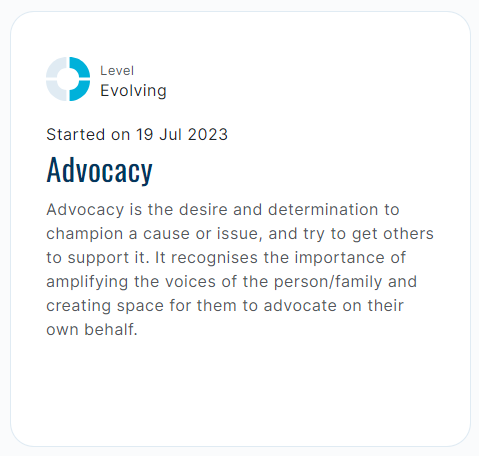 Level
Evolving
Started on 19 Jul 2023
Advocacy
Advocacy is the desire and determination to
champion a cause or issue, and try to get others
to support it. It recognises the importance of
amplifying the voices of the person/family and
creating space for them to advocate on their
own behalf.